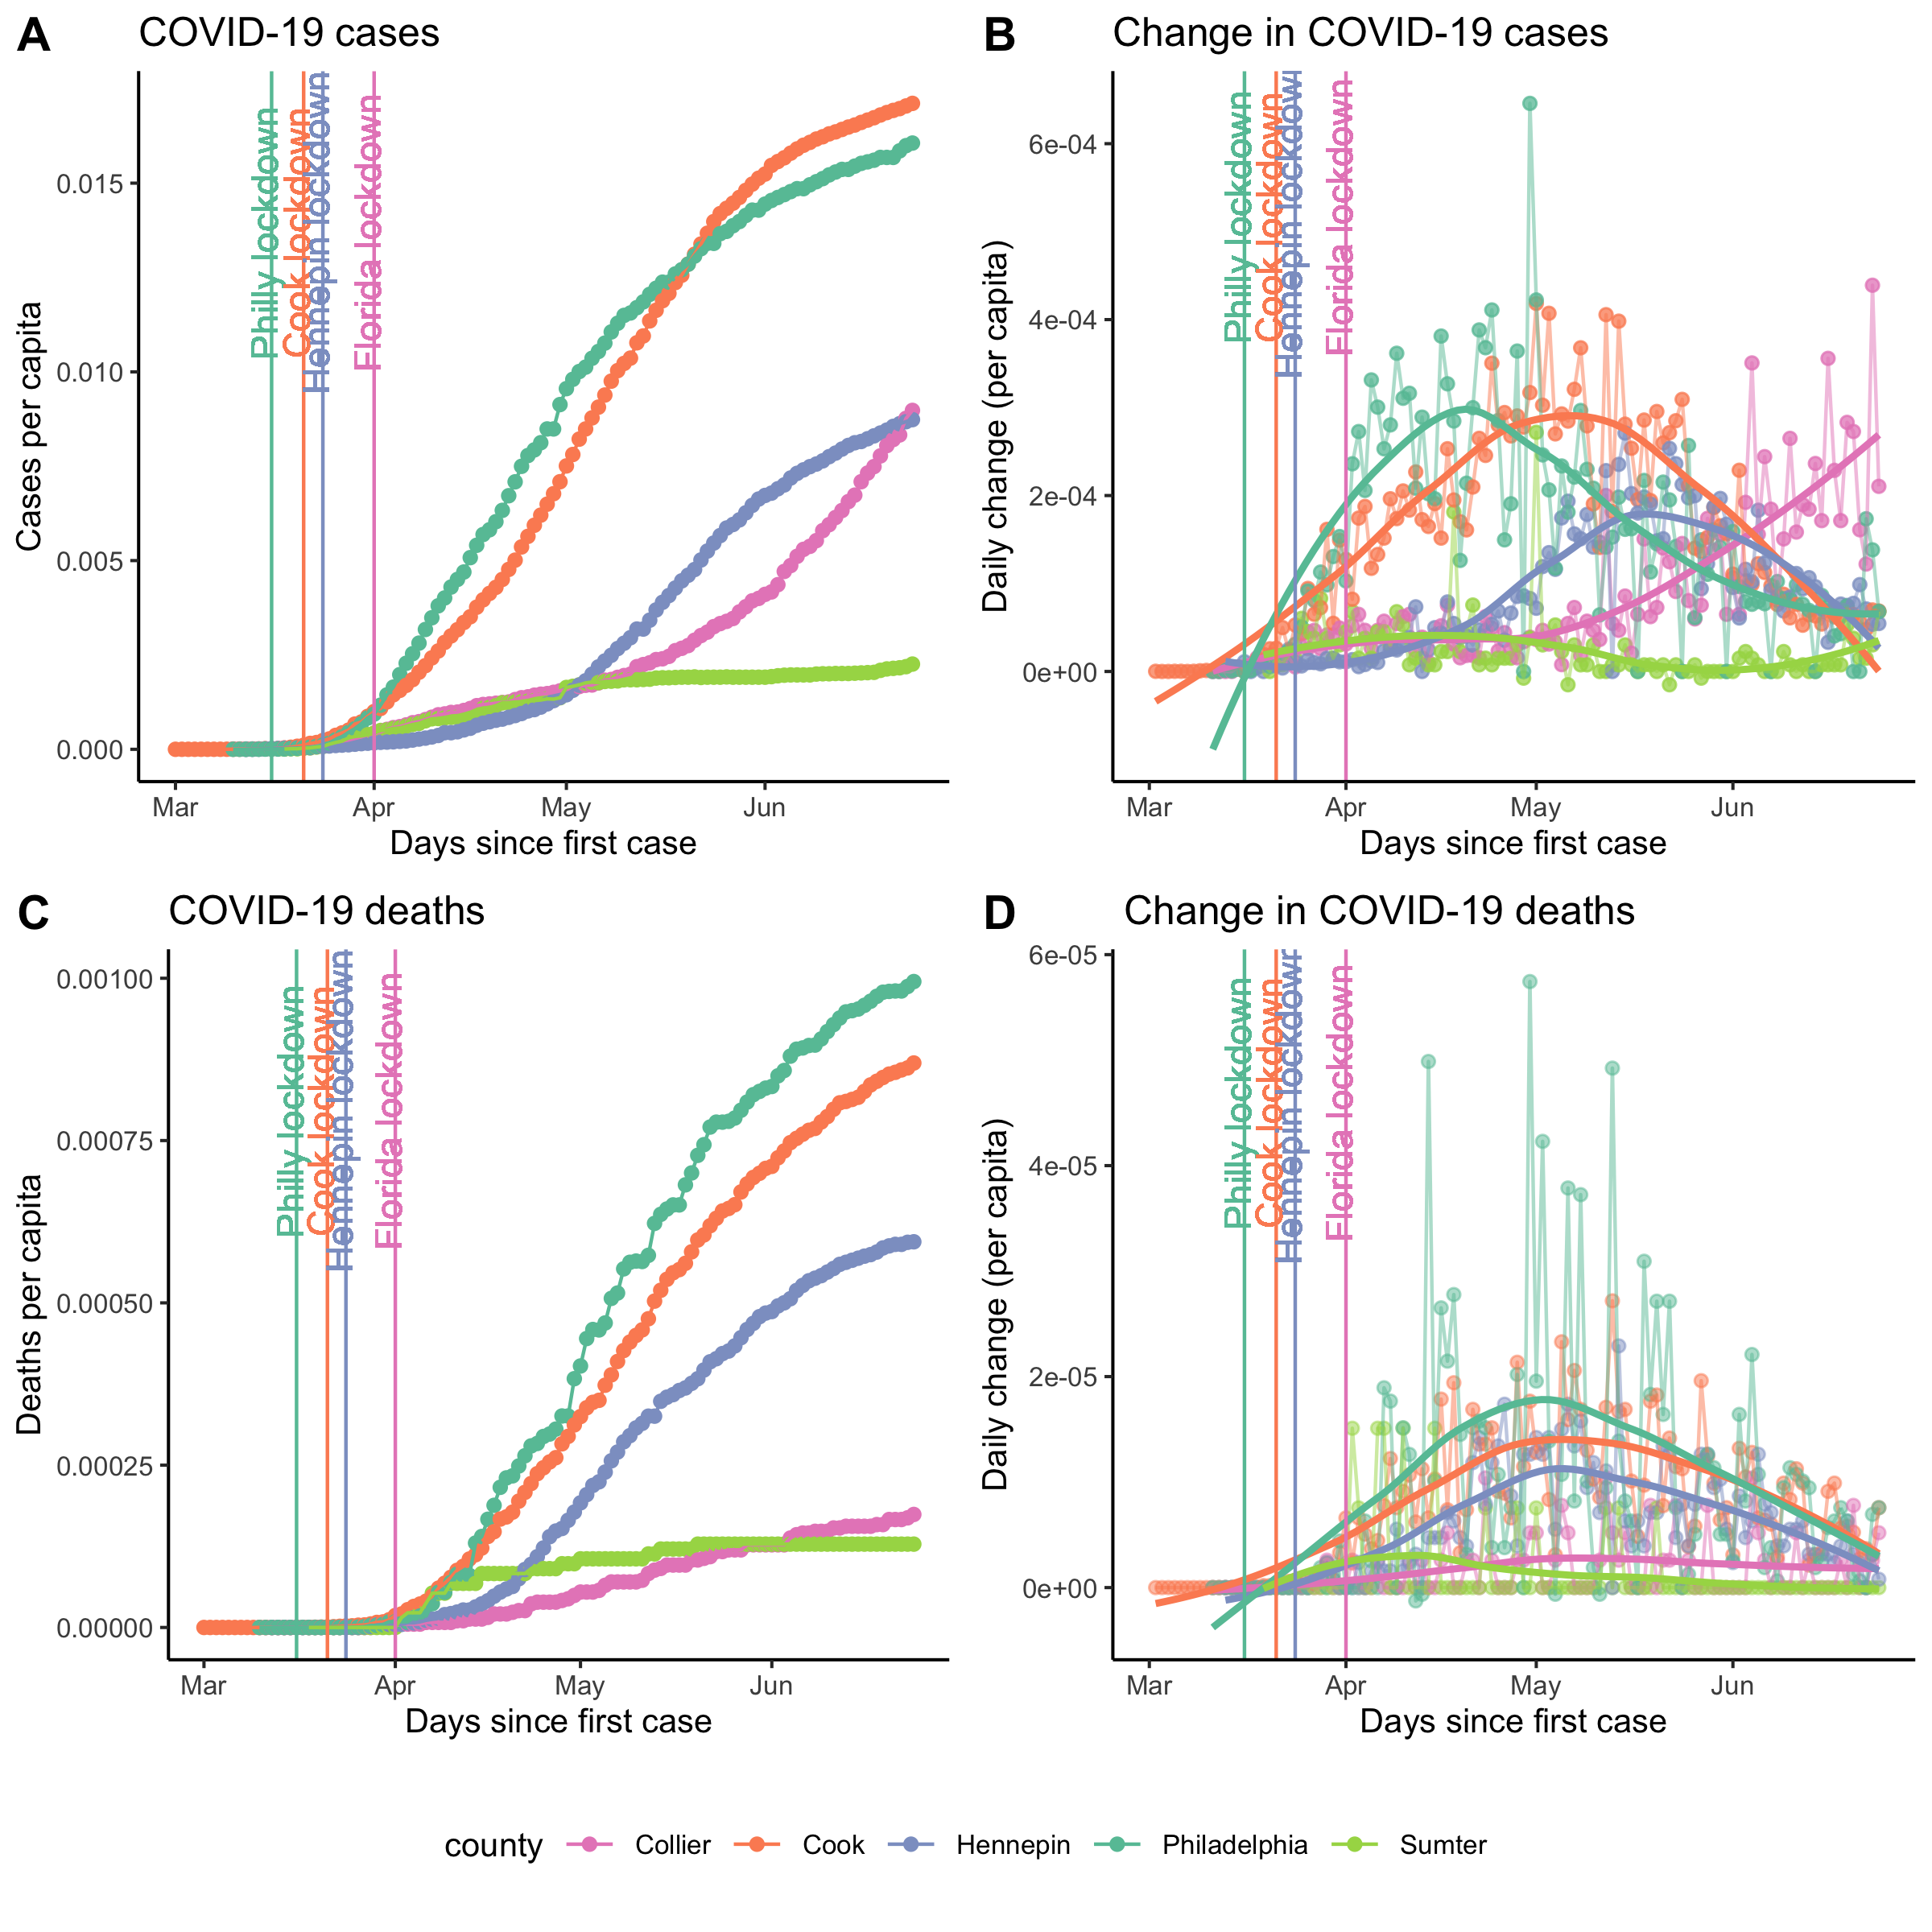 A
COVID-19 cases
Cases per capita
0.015
0.010
0.005
0.000
Philly lockdown
Cook lockdown
Hennepin lockdown
Florida lockdown
Mar
Apr
May
Jun
Days since first case
B
Change in COVID-19 cases
Daily change (per capita)
6e-04
4e-04
2e-04
0e+00
Philly lockdown
Cook lockdown
Hennepin lockdown
Florida lockdown
Mar
Apr
May
Jun
Days since first case
C
COVID-19 deaths
Deaths per capita
0.00100
0.00075
0.00050
0.00025
0.00000
Philly lockdown
Cook lockdown
Hennepin lockdown
Florida lockdown
Mar
Apr
May
Jun
Days since first case
D
Change in COVID-19 deaths
Daily change (per capita)
6e-05
4e-05
2e-05
0e+00
Philly lockdown
Cook lockdown
Hennepin lockdown
Florida lockdown
Mar
Apr
May
Jun
Days since first case
county Collier Cook Hennepin Philadelphia Sumter